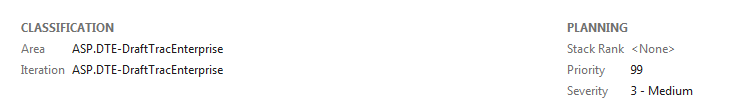 CLASSIFICATION
Area ASP.DTE-DraftTracEnterprise
Iteration ASP.DTE-DraftTracEnterprise
PLANNING
Stack Rank <None>
Priority 99
Severity 3 - Medium